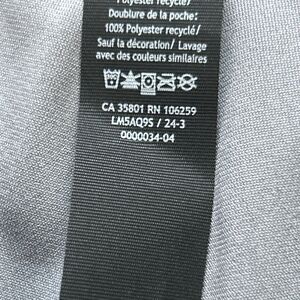 Polyester recyclé/
Doublure de la poche:
100% Polyester recyclé/
Sauf la décoration/ Lavage
avec des couleurs similaires
CA 35801 RN 106259
LM5AQ9S / 24-3
0000034-04